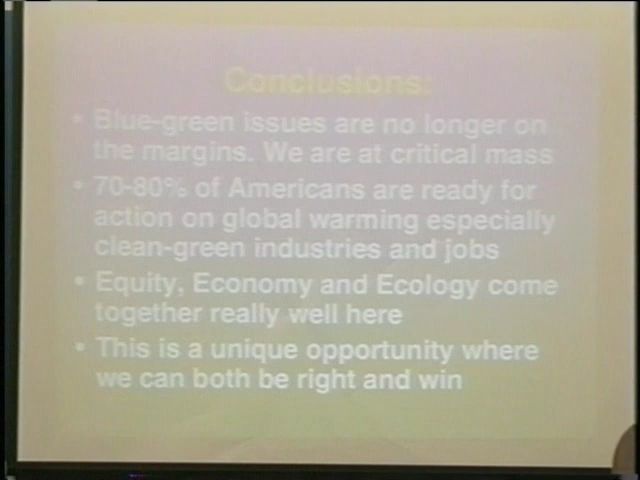 Conclusions:
• Blue-green issues are no longer on
the margins. We are at critical mass
• 70-80% of Americans are ready for
action on global warming especially
clean-green industries and jobs
• Equity, Economy and Ecology come
together really well here
• This is a unique opportunity where
we can both be right and win